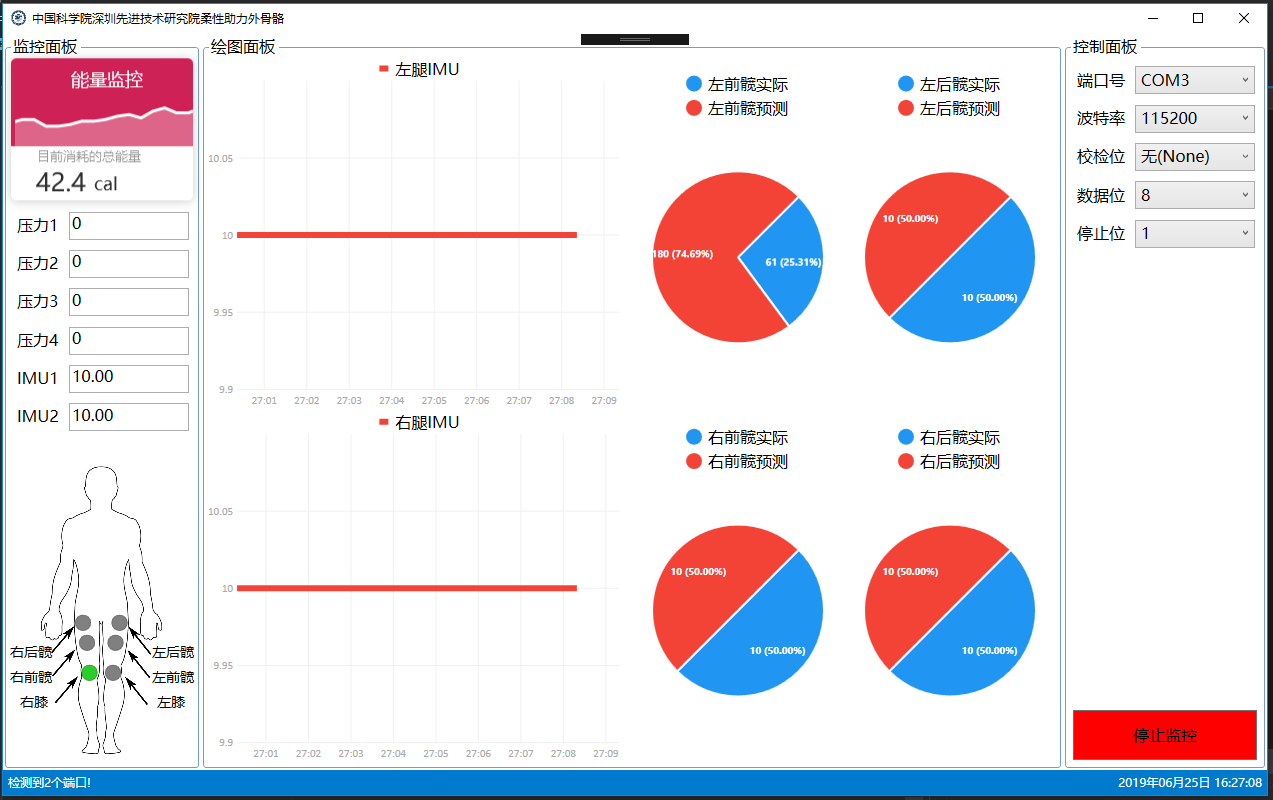 中国科学院深圳先进技术研究院柔性助力外骨骼
监控面板
能量监控
目前消耗的总能量
42.4 cal
压力1 0
压力2 0
压力3 0
压力4 0
IMU1 10.00
IMU2 10.00
右后髋
左后髋
右前髋
左前髋
右膝
左膝
绘图面板
左腿IMU
10.05
10
9.95
9.9
27:01 27:02 27:03 27:04 27:05 27:06 27:07 27:08 27:09
左前髋实际
左前髋预测
180 (74.69%)
61 (25.31%)
左后髋实际
左后髋预测
10 (50.00%)
10 (50.00%)
右腿IMU
10.05
10
9.95
9.9
27:01 27:02 27:03 27:04 27:05 27:06 27:07 27:08 27:09
右前髋实际
右前髋预测
10 (50.00%)
10 (50.00%)
右后髋实际
右后髋预测
10 (50.00%)
10 (50.00%)
控制面板
端口号 COM3
波特率 115200
校检位 无(None)
数据位 8
停止位 1
停止监控
检测到2个端口!
2019年06月25日 16:27:08